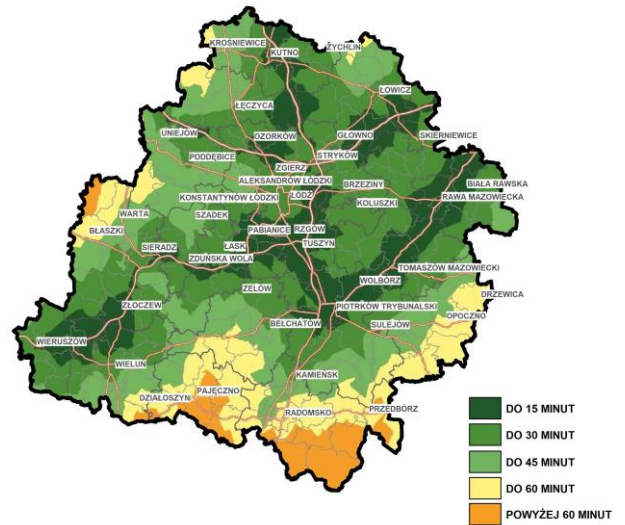 KROŚNIEWICE
KUTNO
ŻYCHLIN
ŁOWICZ
ŁĘCZYCA
UNIEJÓW
OZORKÓW
GŁOWNO
SKIERNIEWICE
STRYKÓW
PODDĘBICE
ZGIERZ
ALEKSANDRÓW ŁÓDZKI
BRZEZINY
BIAŁA RAWSKA
KONSTANTYNÓW ŁÓDZKI
ŁÓDŹ
KOLUSZKI
RAWA MAZOWIECKA
WARTA
SZADEK
BŁASZKI
PABIANICE
RZGÓW
SIERADZ
ŁASK
TUSZYN
ZDUŃSKA WOLA
TOMASZÓW MAZOWIECKI
WOLBÓRZ
ZELÓW
DRZEWICA
ZŁOCZEW
PIOTRKÓW TRYBUNALSKI
OPOCZNO
BEŁCHATÓW
SULEJÓW
WIERUSZÓW
WIELUŃ
KAMIEŃSK
PAJĘCZNO
DZIAŁOSZYN
RADOMSKO
PRZEDBÓRZ
DO 15 MINUT
DO 30 MINUT
DO 45 MINUT
DO 60 MINUT
POWYŻEJ 60 MINUT